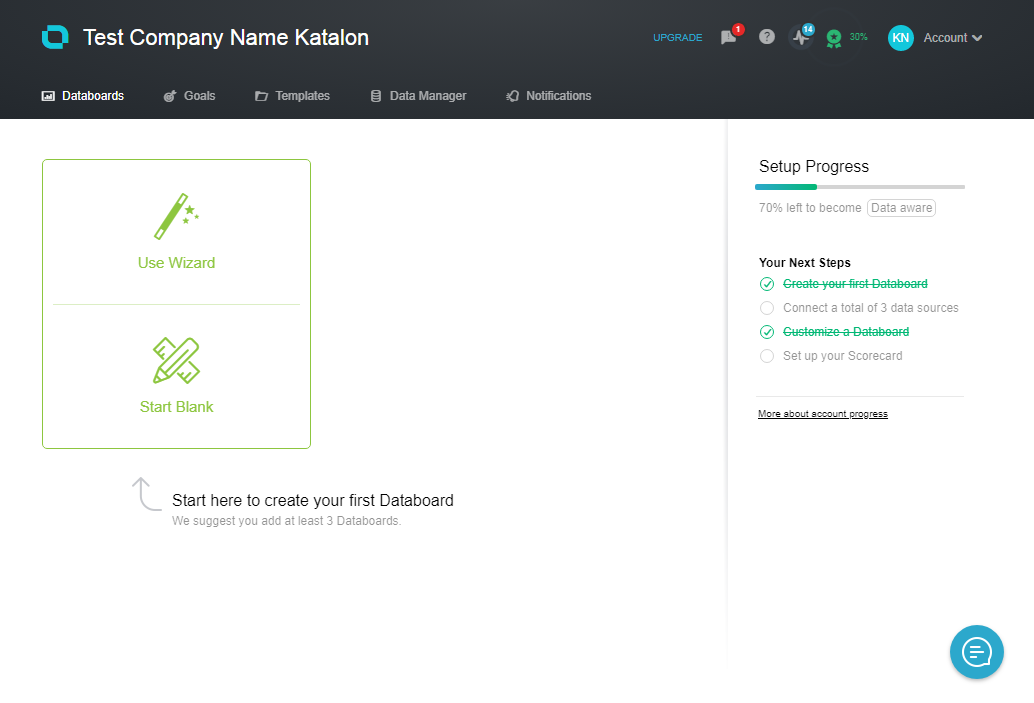 Test Company Name Katalon
UPGRADE
1
?
14
30%
KN
Account
Databoards
Goals
Templates
Data Manager
Notifications
Use Wizard
Start Blank
Start here to create your first Databoard
We suggest you add at least 3 Databoards.
Setup Progress
70% left to become Data aware
Your Next Steps
Create your first Databoard
Connect a total of 3 data sources
Customize a Databoard
Set up your Scorecard
More about account progress